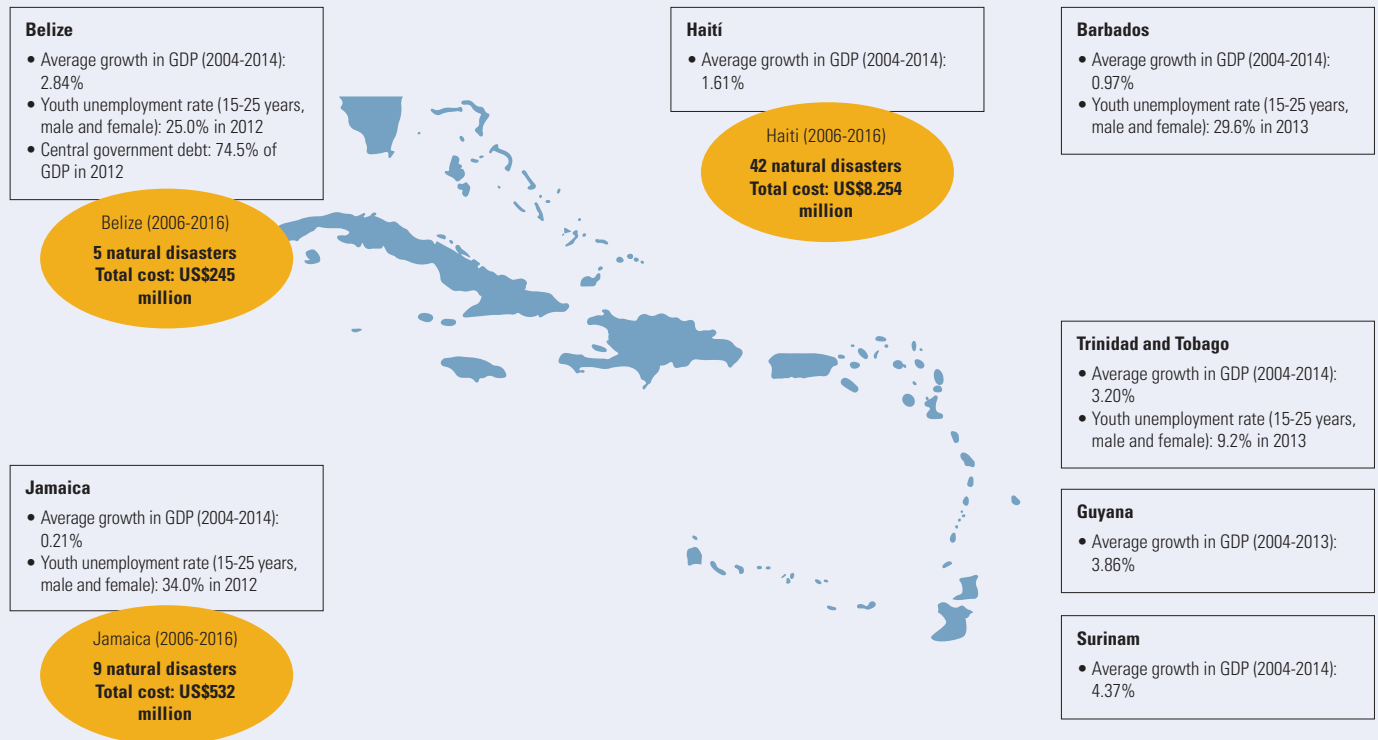 Belize
• Average growth in GDP (2004-2014):
2.84%
• Youth unemployment rate (15-25 years,
male and female): 25.0% in 2012
• Central government debt: 74.5% of
GDP in 2012
Belize (2006-2016)
5 natural disasters
Total cost: US$245
million
Haití
• Average growth in GDP (2004-2014):
1.61%
Haiti (2006-2016)
42 natural disasters
Total cost: US$8.254
million
Barbados
• Average growth in GDP (2004-2014):
0.97%
• Youth unemployment rate (15-25 years,
male and female): 29.6% in 2013
Trinidad and Tobago
• Average growth in GDP (2004-2014):
3.20%
• Youth unemployment rate (15-25 years,
male and female): 9.2% in 2013
Jamaica
• Average growth in GDP (2004-2014):
0.21%
• Youth unemployment rate (15-25 years,
male and female): 34.0% in 2012
Jamaica (2006-2016)
9 natural disasters
Total cost: US$532
million
Guyana
• Average growth in GDP (2004-2013):
3.86%
Surinam
• Average growth in GDP (2004-2014):
4.37%